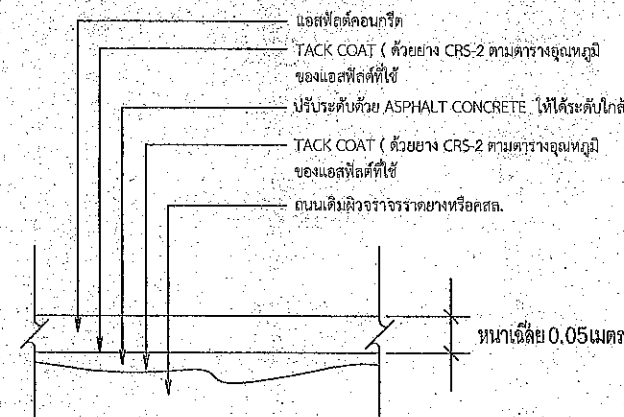 แอสฟัลต์คอนกรีต
TACK COAT ( ด้วยยาง CRS-2 ตามตารางอุณหภูมิ
ของแอสฟัลต์ที่ใช้
ปรับระดับด้วย ASPHALT CONCRETE ให้ได้ระดับใกล้
TACK COAT ( ด้วยยาง CRS-2 ตามตารางอุณหภูมิ
ของแอสฟัลต์ที่ใช้
ถนนเดิมผิวจราจรราดยางหรือคสล.
หนาเฉลี่ย 0.05 เมตร